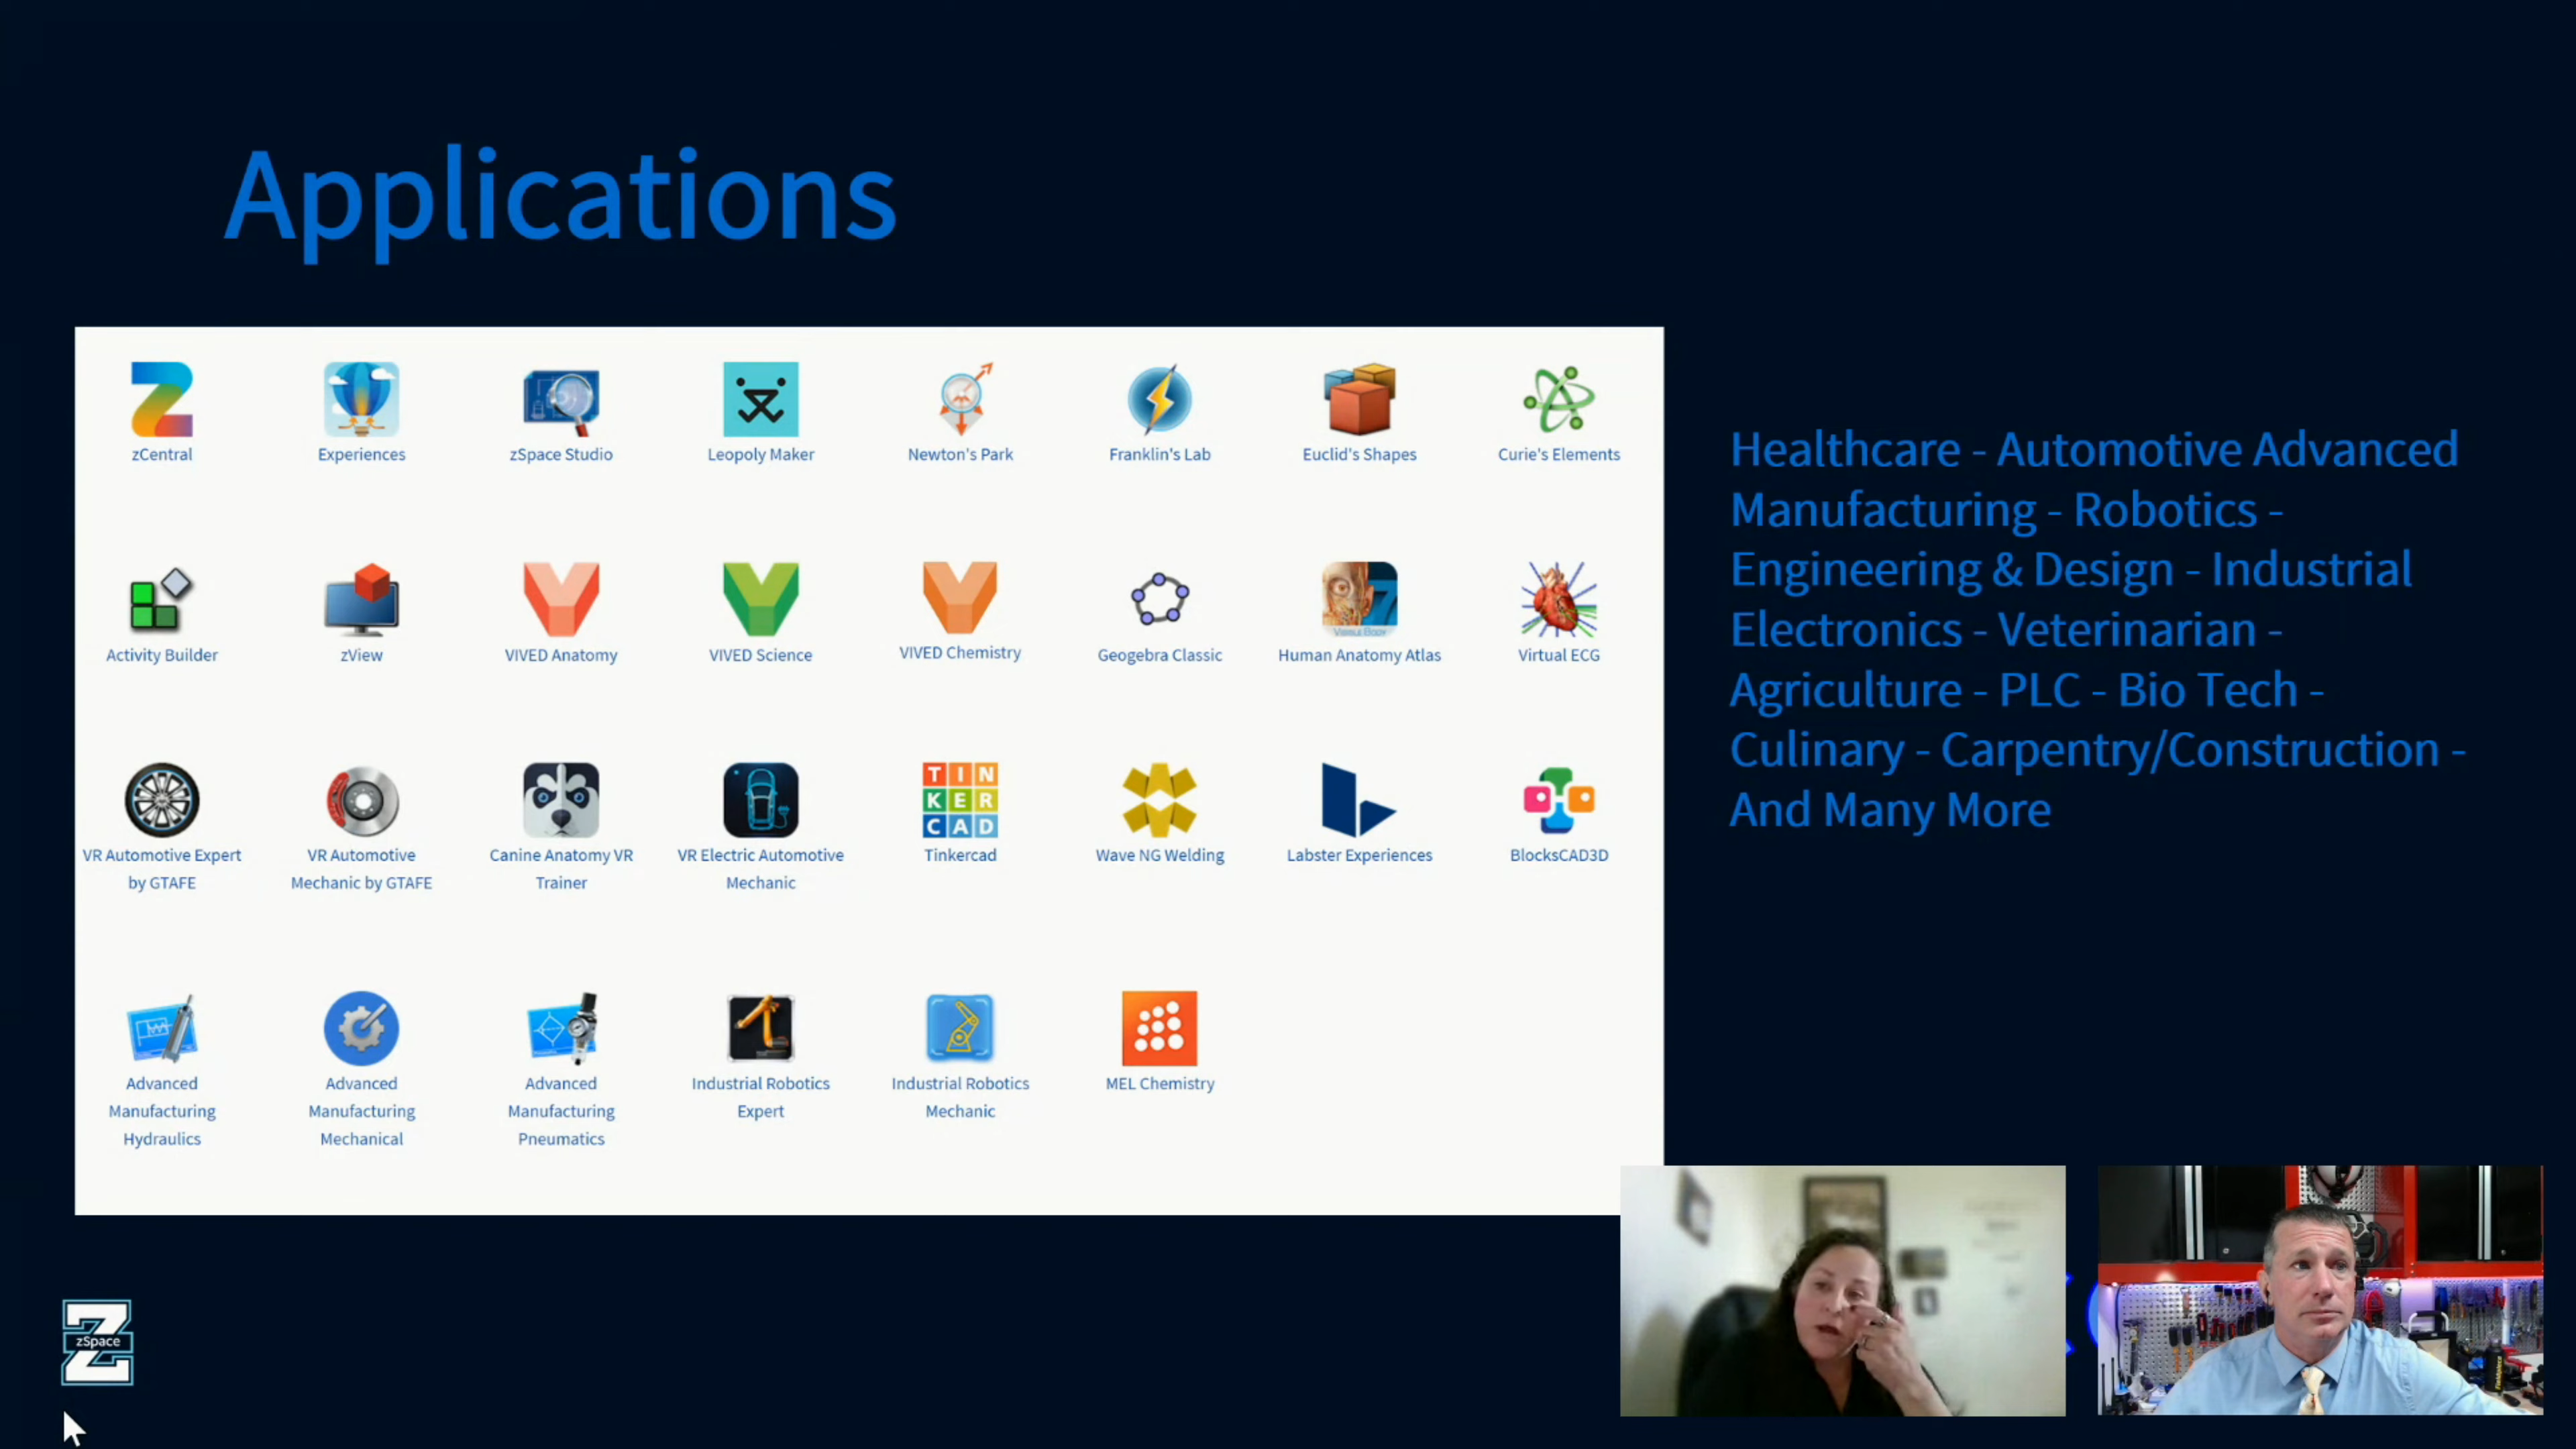 Applications
zCentral
Experiences
zSpace Studio
Leopoly Maker
Newton's Park
Franklin's Lab
Euclid's Shapes
Curie's Elements
Activity Builder
zView
VIVED Anatomy
VIVED Science
VIVED Chemistry
Geogebra Classic
VISIBLE BODY
Human Anatomy Atlas
Virtual ECG
VR Automotive Expert
by GTAFE
VR Automotive
Mechanic by GTAFE
Canine Anatomy VR
Trainer
VR Electric Automotive
Mechanic
TIN
KER
CAD
Tinkercad
Wave NG Welding
Labster Experiences
BlocksCAD3D
Advanced
Manufacturing
Hydraulics
Advanced
Manufacturing
Mechanical
Advanced
Manufacturing
Pneumatics
Industrial Robotics
Expert
Industrial Robotics
Mechanic
MEL Chemistry
Healthcare - Automotive Advanced
Manufacturing - Robotics -
Engineering & Design - Industrial
Electronics - Veterinarian -
Agriculture - PLC - Bio Tech -
Culinary - Carpentry/Construction -
And Many More
zSpace